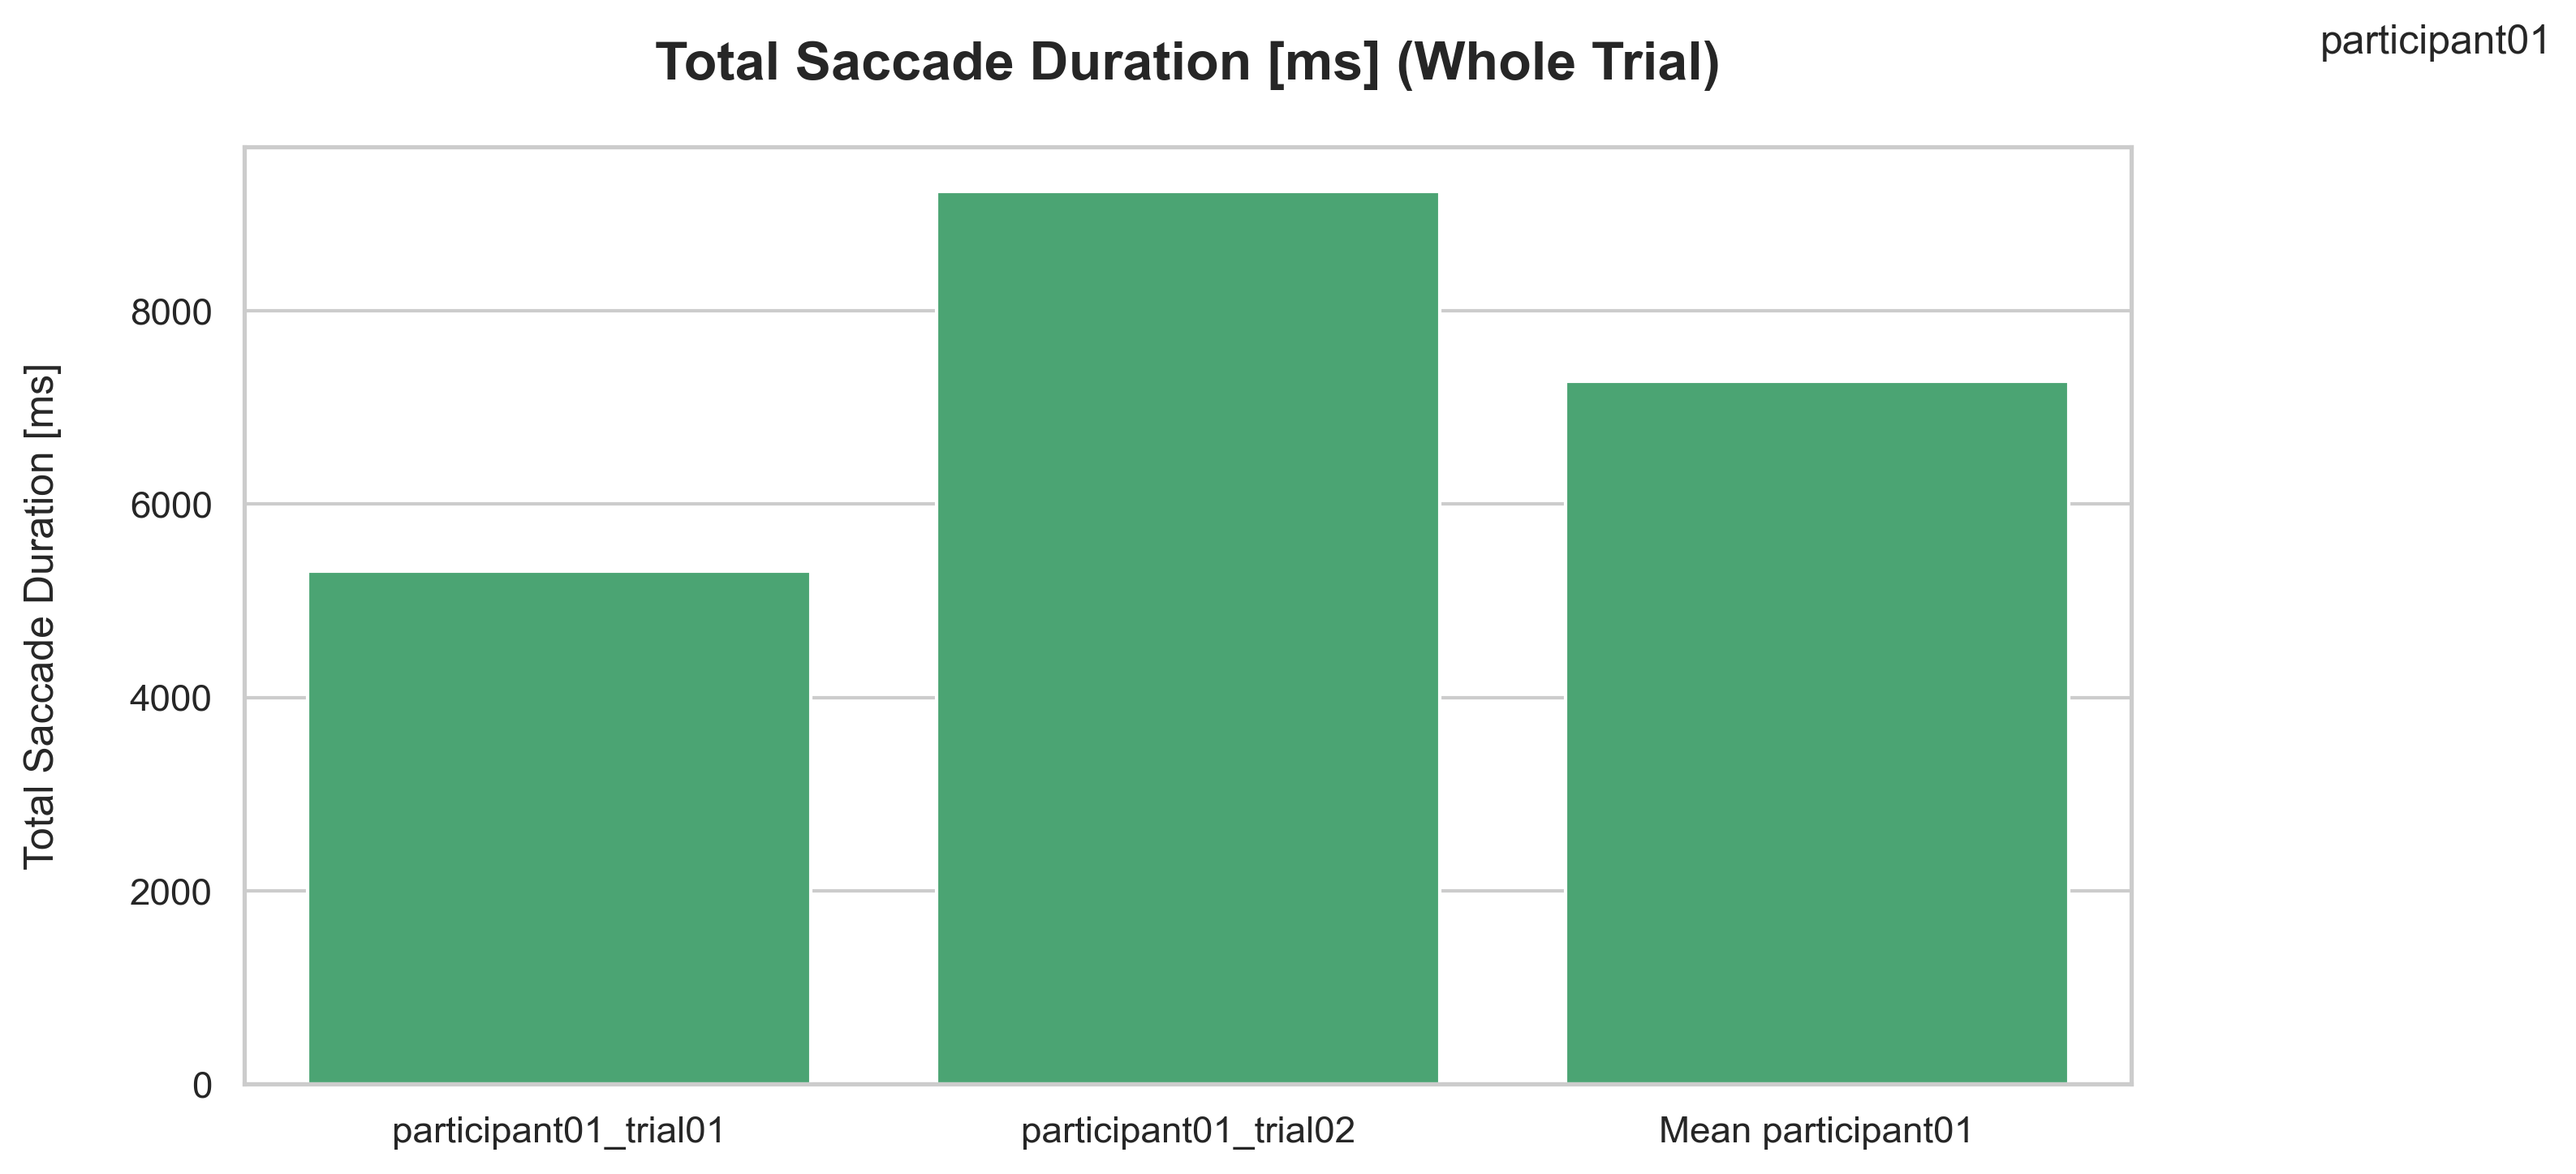 participant01
Total Saccade Duration [ms] (Whole Trial)
Total Saccade Duration [ms]
8000
6000
4000
2000
0
participant01_trial01
participant01_trial02
Mean participant01